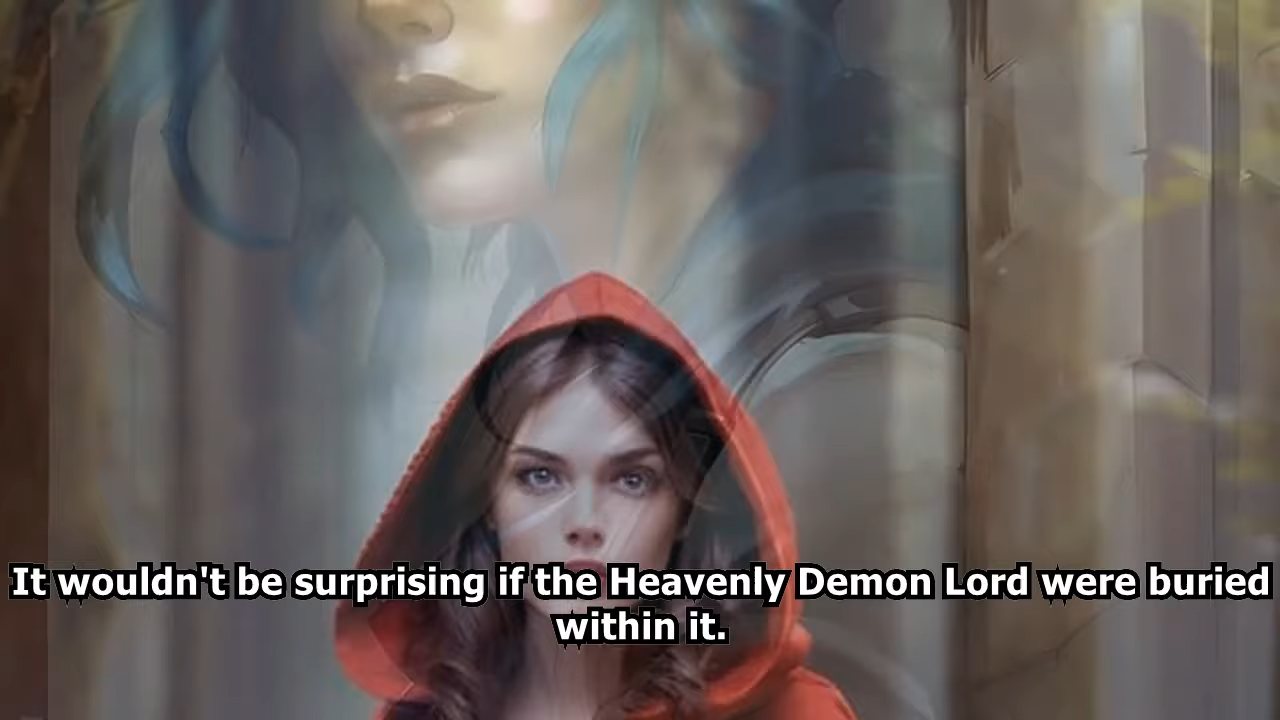 It wouldn't be surprising if the Heavenly Demon Lord were buried
within it.